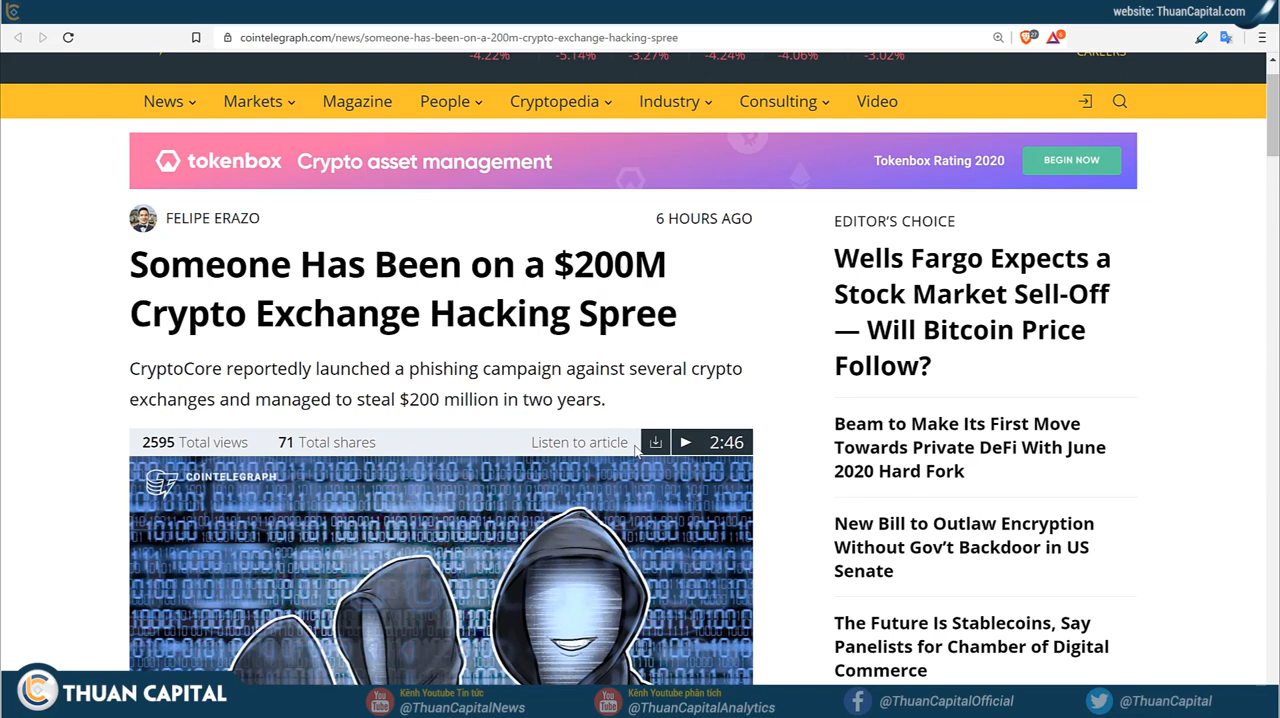 website: ThuanCapital.com
cointelegraph.com/news/someone-has-been-on-a-200m-crypto-exchange-hacking-spree
-4.22% -5.14% -3.27% -4.24% -4.06% -3.02% CAREERS
News Markets Magazine People Cryptopedia Industry Consulting Video
tokenbox Crypto asset management Tokenbox Rating 2020 BEGIN NOW
FELIPE ERAZO 6 HOURS AGO
Someone Has Been on a $200M
Crypto Exchange Hacking Spree
CryptoCore reportedly launched a phishing campaign against several crypto
exchanges and managed to steal $200 million in two years.
2595 Total views 71 Total shares Listen to article 2:46
COINTELEGRAPH
EDITOR'S CHOICE
Wells Fargo Expects a
Stock Market Sell-Off
— Will Bitcoin Price
Follow?
Beam to Make Its First Move
Towards Private DeFi With June
2020 Hard Fork
New Bill to Outlaw Encryption
Without Gov't Backdoor in US
Senate
The Future Is Stablecoins, Say
Panelists for Chamber of Digital
Commerce
THUAN CAPITAL
Kênh Youtube Tin tức
@ThuanCapitalNews
Kênh Youtube phân tích
@ThuanCapitalAnalytics
@ThuanCapitalOfficial
@ThuanCapital